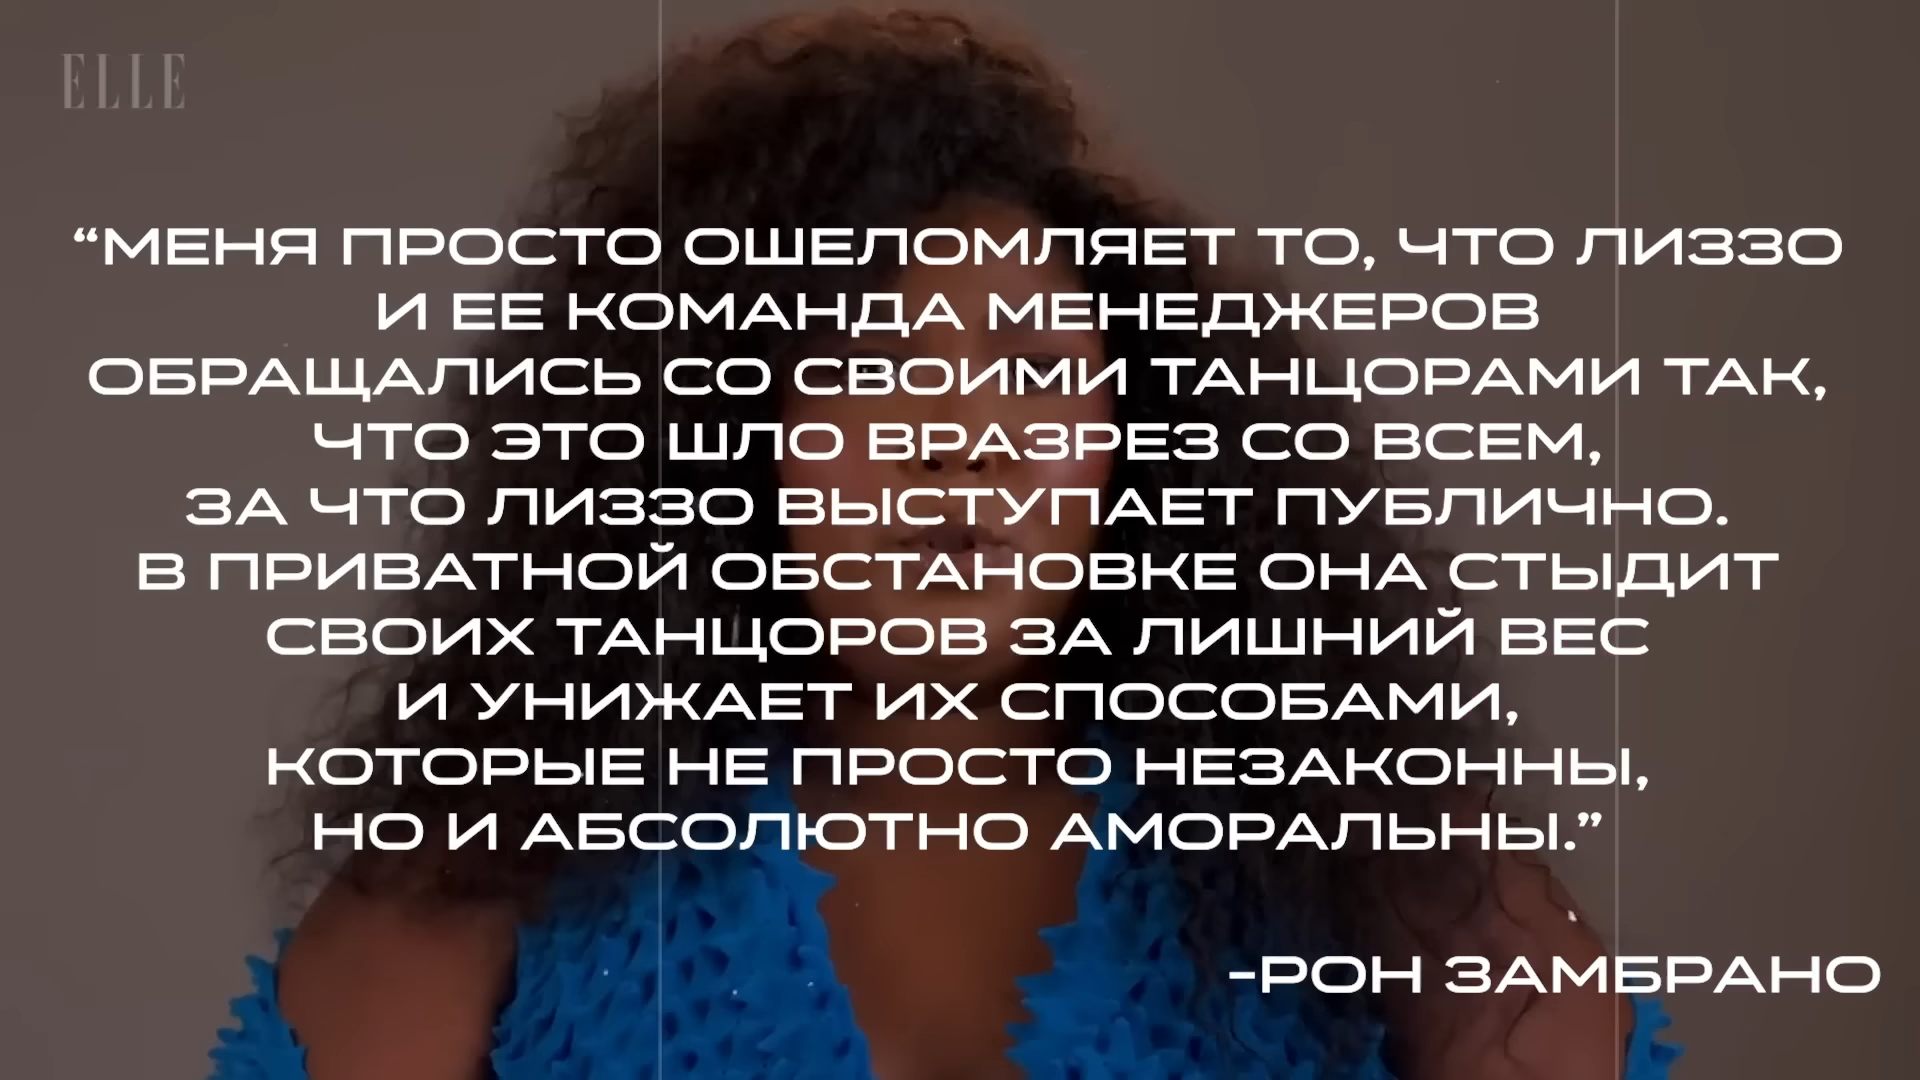 ELLE
“МЕНЯ ПРОСТО ОШЕЛОМЛЯЕТ ТО, ЧТО ЛИЗЗО
И ЕЕ КОМАНДА МЕНЕДЖЕРОВ
ОБРАЩАЛИСЬ СО СВОИМИ ТАНЦОРАМИ ТАК,
ЧТО ЭТО ШЛО ВРАЗРЕЗ СО ВСЕМ,
ЗА ЧТО ЛИЗЗО ВЫСТУПАЕТ ПУБЛИЧНО.
В ПРИВАТНОЙ ОБСТАНОВКЕ ОНА СТЫДИТ
СВОИХ ТАНЦОРОВ ЗА ЛИШНИЙ ВЕС
И УНИЖАЕТ ИХ СПОСОБАМИ,
КОТОРЫЕ НЕ ПРОСТО НЕЗАКОННЫ,
НО И АБСОЛЮТНО АМОРАЛЬНЫ.”
-РОН ЗАМБРАНО